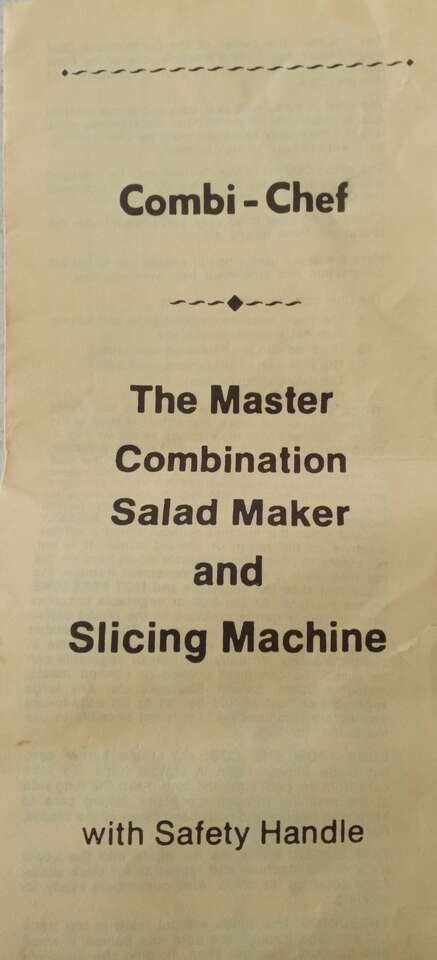 Combi - Chef
The Master
Combination
Salad Maker
and
Slicing Machine
with Safety Handle